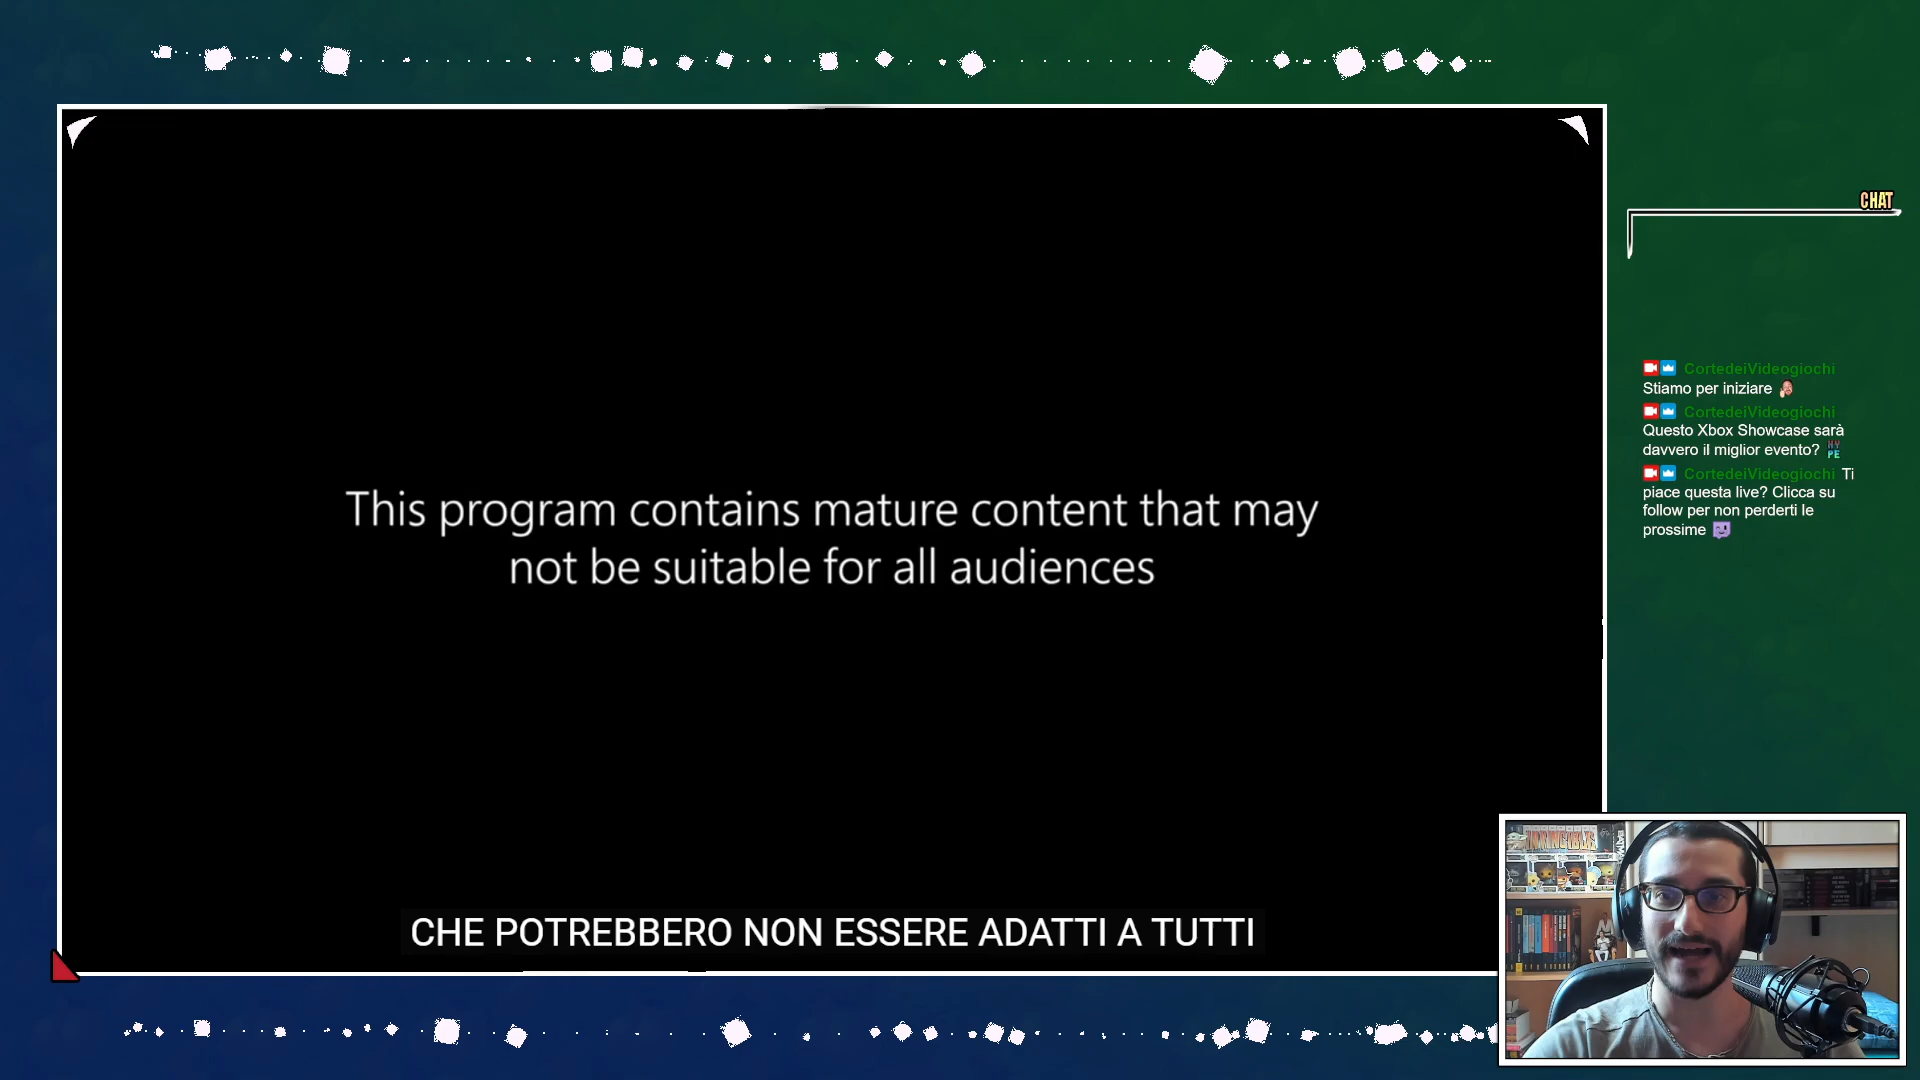 CHAT
CortedeiVideogiochi
Stiamo per iniziare
CortedeiVideogiochi
Questo Xbox Showcase sarà
davvero il miglior evento? HYPE
CortedeiVideogiochi Ti
piace questa live? Clicca su
follow per non perderti le
prossime
This program contains mature content that may
not be suitable for all audiences
CHE POTREBBERO NON ESSERE ADATTI A TUTTI
INVINCIBLE